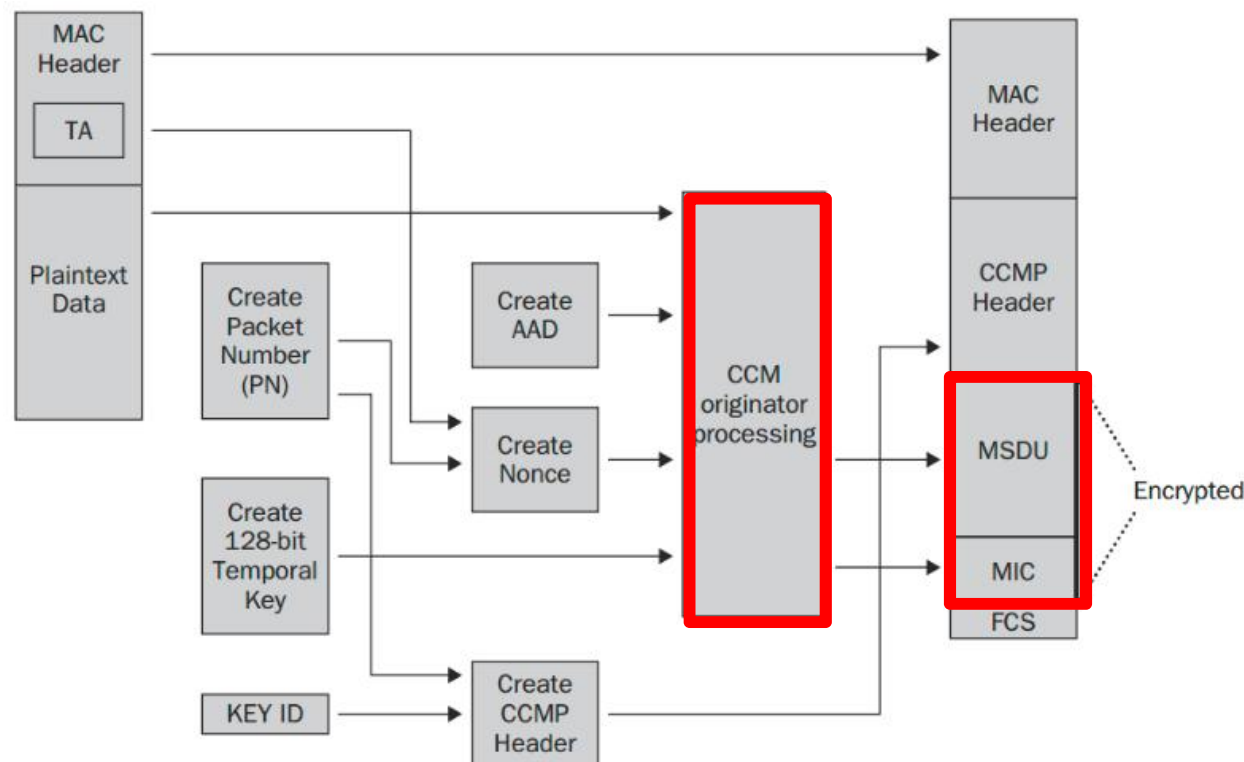 MAC
Header
TA
Plaintext
Data
Create
Packet
Number
(PN)
Create
128-bit
Temporal
Key
KEY ID
Create
AAD
Create
Nonce
Create
CCMP
Header
CCM
originator
processing
MAC
Header
CCMP
Header
MSDU
MIC
FCS
Encrypted